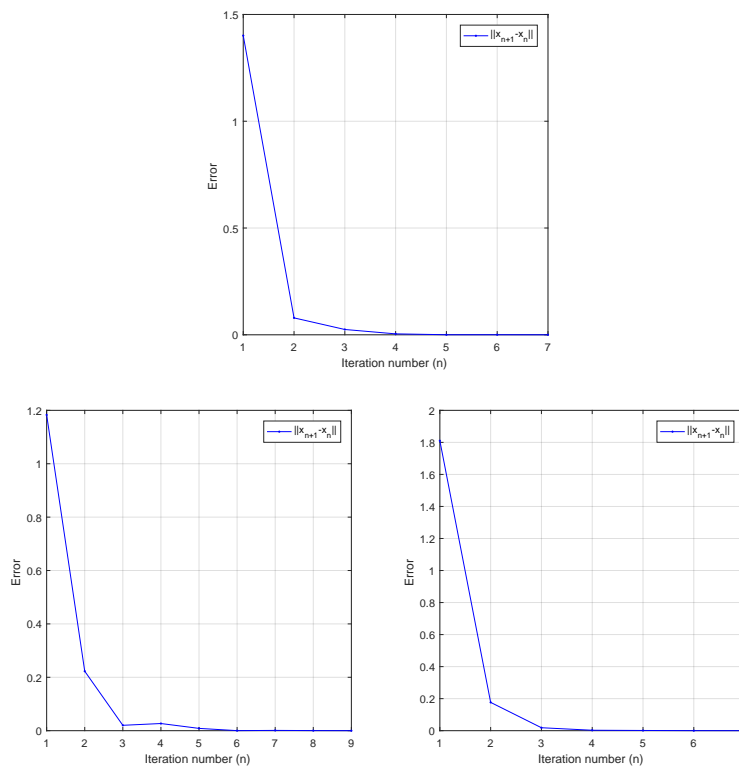 1.5
||x_{n+1}-x_n||
1
Error
0.5
0
1 2 3 4 5 6 7
Iteration number (n)
1.2
||x_{n+1}-x_n||
1
0.8
Error
0.6
0.4
0.2
0
1 2 3 4 5 6 7 8 9
Iteration number (n)
2
||x_{n+1}-x_n||
1.8
1.6
1.4
1.2
Error
1
0.8
0.6
0.4
0.2
0
1 2 3 4 5 6
Iteration number (n)